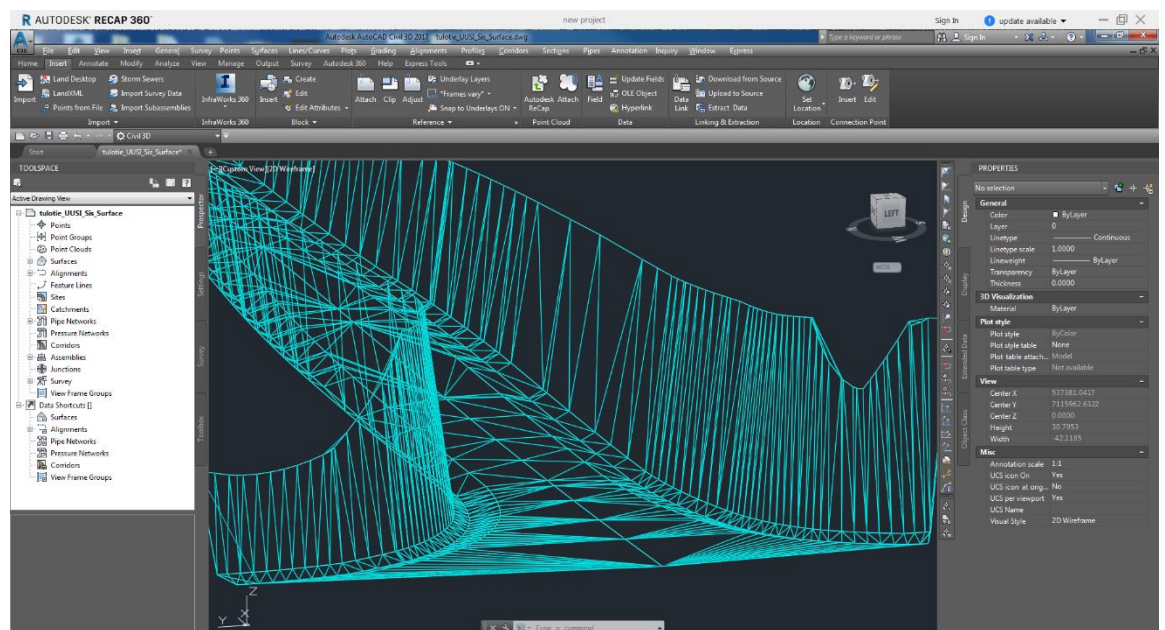 R AUTODESK® RECAP 360™
new project
Sign In
update available
Autodesk AutoCAD Civil 3D 2017 tulotie_UUSI_Sis_Surface.dwg
Type a keyword or phrase
Sign In
C3D
File Edit View Insert General Survey Points Surfaces Lines/Curves Plots Grading Alignments Profiles Corridors Sections Pipes Annotation Inquiry Window Express
Home Insert Annotate Modify Analyze View Manage Output Survey Autodesk 360 Help Express Tools
Import
Land Desktop
LandXML
Points from File
Storm Sewers
Import Survey Data
Import Subassemblies
InfraWorks 360
Insert
Create
Edit
Edit Attributes
Attach
Clip
Adjust
Underlay Layers
*Frames vary*
Snap to Underlays ON
Autodesk ReCap
Attach
Field
Update Fields
OLE Object
Hyperlink
Data Link
Download from Source
Upload to Source
Extract Data
Set Location
Insert
Edit
Import
InfraWorks 360
Block
Reference
Point Cloud
Data
Linking & Extraction
Location
Connection Point
Civil 3D
Start
tulotie_UUSI_Sis_Surface*
TOOLSPACE
Active Drawing View
tulotie_UUSI_Sis_Surface
Points
Point Groups
Point Clouds
Surfaces
Alignments
Feature Lines
Sites
Catchments
Pipe Networks
Pressure Networks
Corridors
Assemblies
Junctions
Survey
View Frame Groups
Data Shortcuts []
Surfaces
Alignments
Pipe Networks
Pressure Networks
Corridors
View Frame Groups
Prospector
Settings
Survey
Toolbox
[-][Custom View][2D Wireframe]
LEFT
WCS
Z
Y
X
Type a command
Design
Display
Extended Data
Object Class
PROPERTIES
No selection
General
Color ByLayer
Layer 0
Linetype Continuous
Linetype scale 1.0000
Lineweight ByLayer
Transparency ByLayer
Thickness 0.0000
3D Visualization
Material ByLayer
Plot style
Plot style ByColor
Plot style table None
Plot table attach... Model
Plot table type Not available
View
Center X 537381.0417
Center Y 7115962.6322
Center Z 0.0000
Height 30.7953
Width -42.1185
Misc
Annotation scale 1:1
UCS icon On Yes
UCS icon at orig... No
UCS per viewport Yes
UCS Name
Visual Style 2D Wireframe